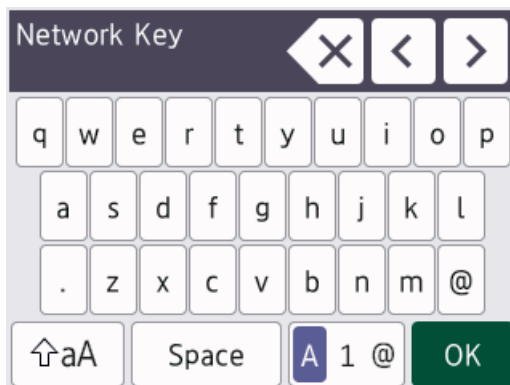 Network Key
q w e r t y u i o p
a s d f g h j k l
. z x c v b n m @
aA Space A 1 @ OK